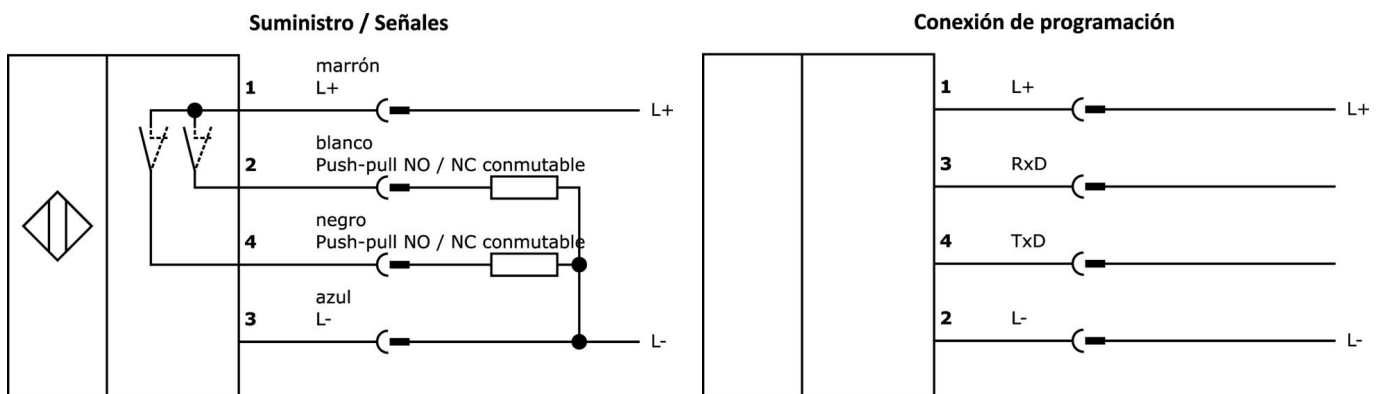 Suministro / Señales
marrón
1 L+
L+
blanco
2 Push-pull NO / NC conmutable
negro
4 Push-pull NO / NC conmutable
azul
3 L-
L-
Conexión de programación
1 L+
L+
3 RxD
4 TxD
2 L-
L-